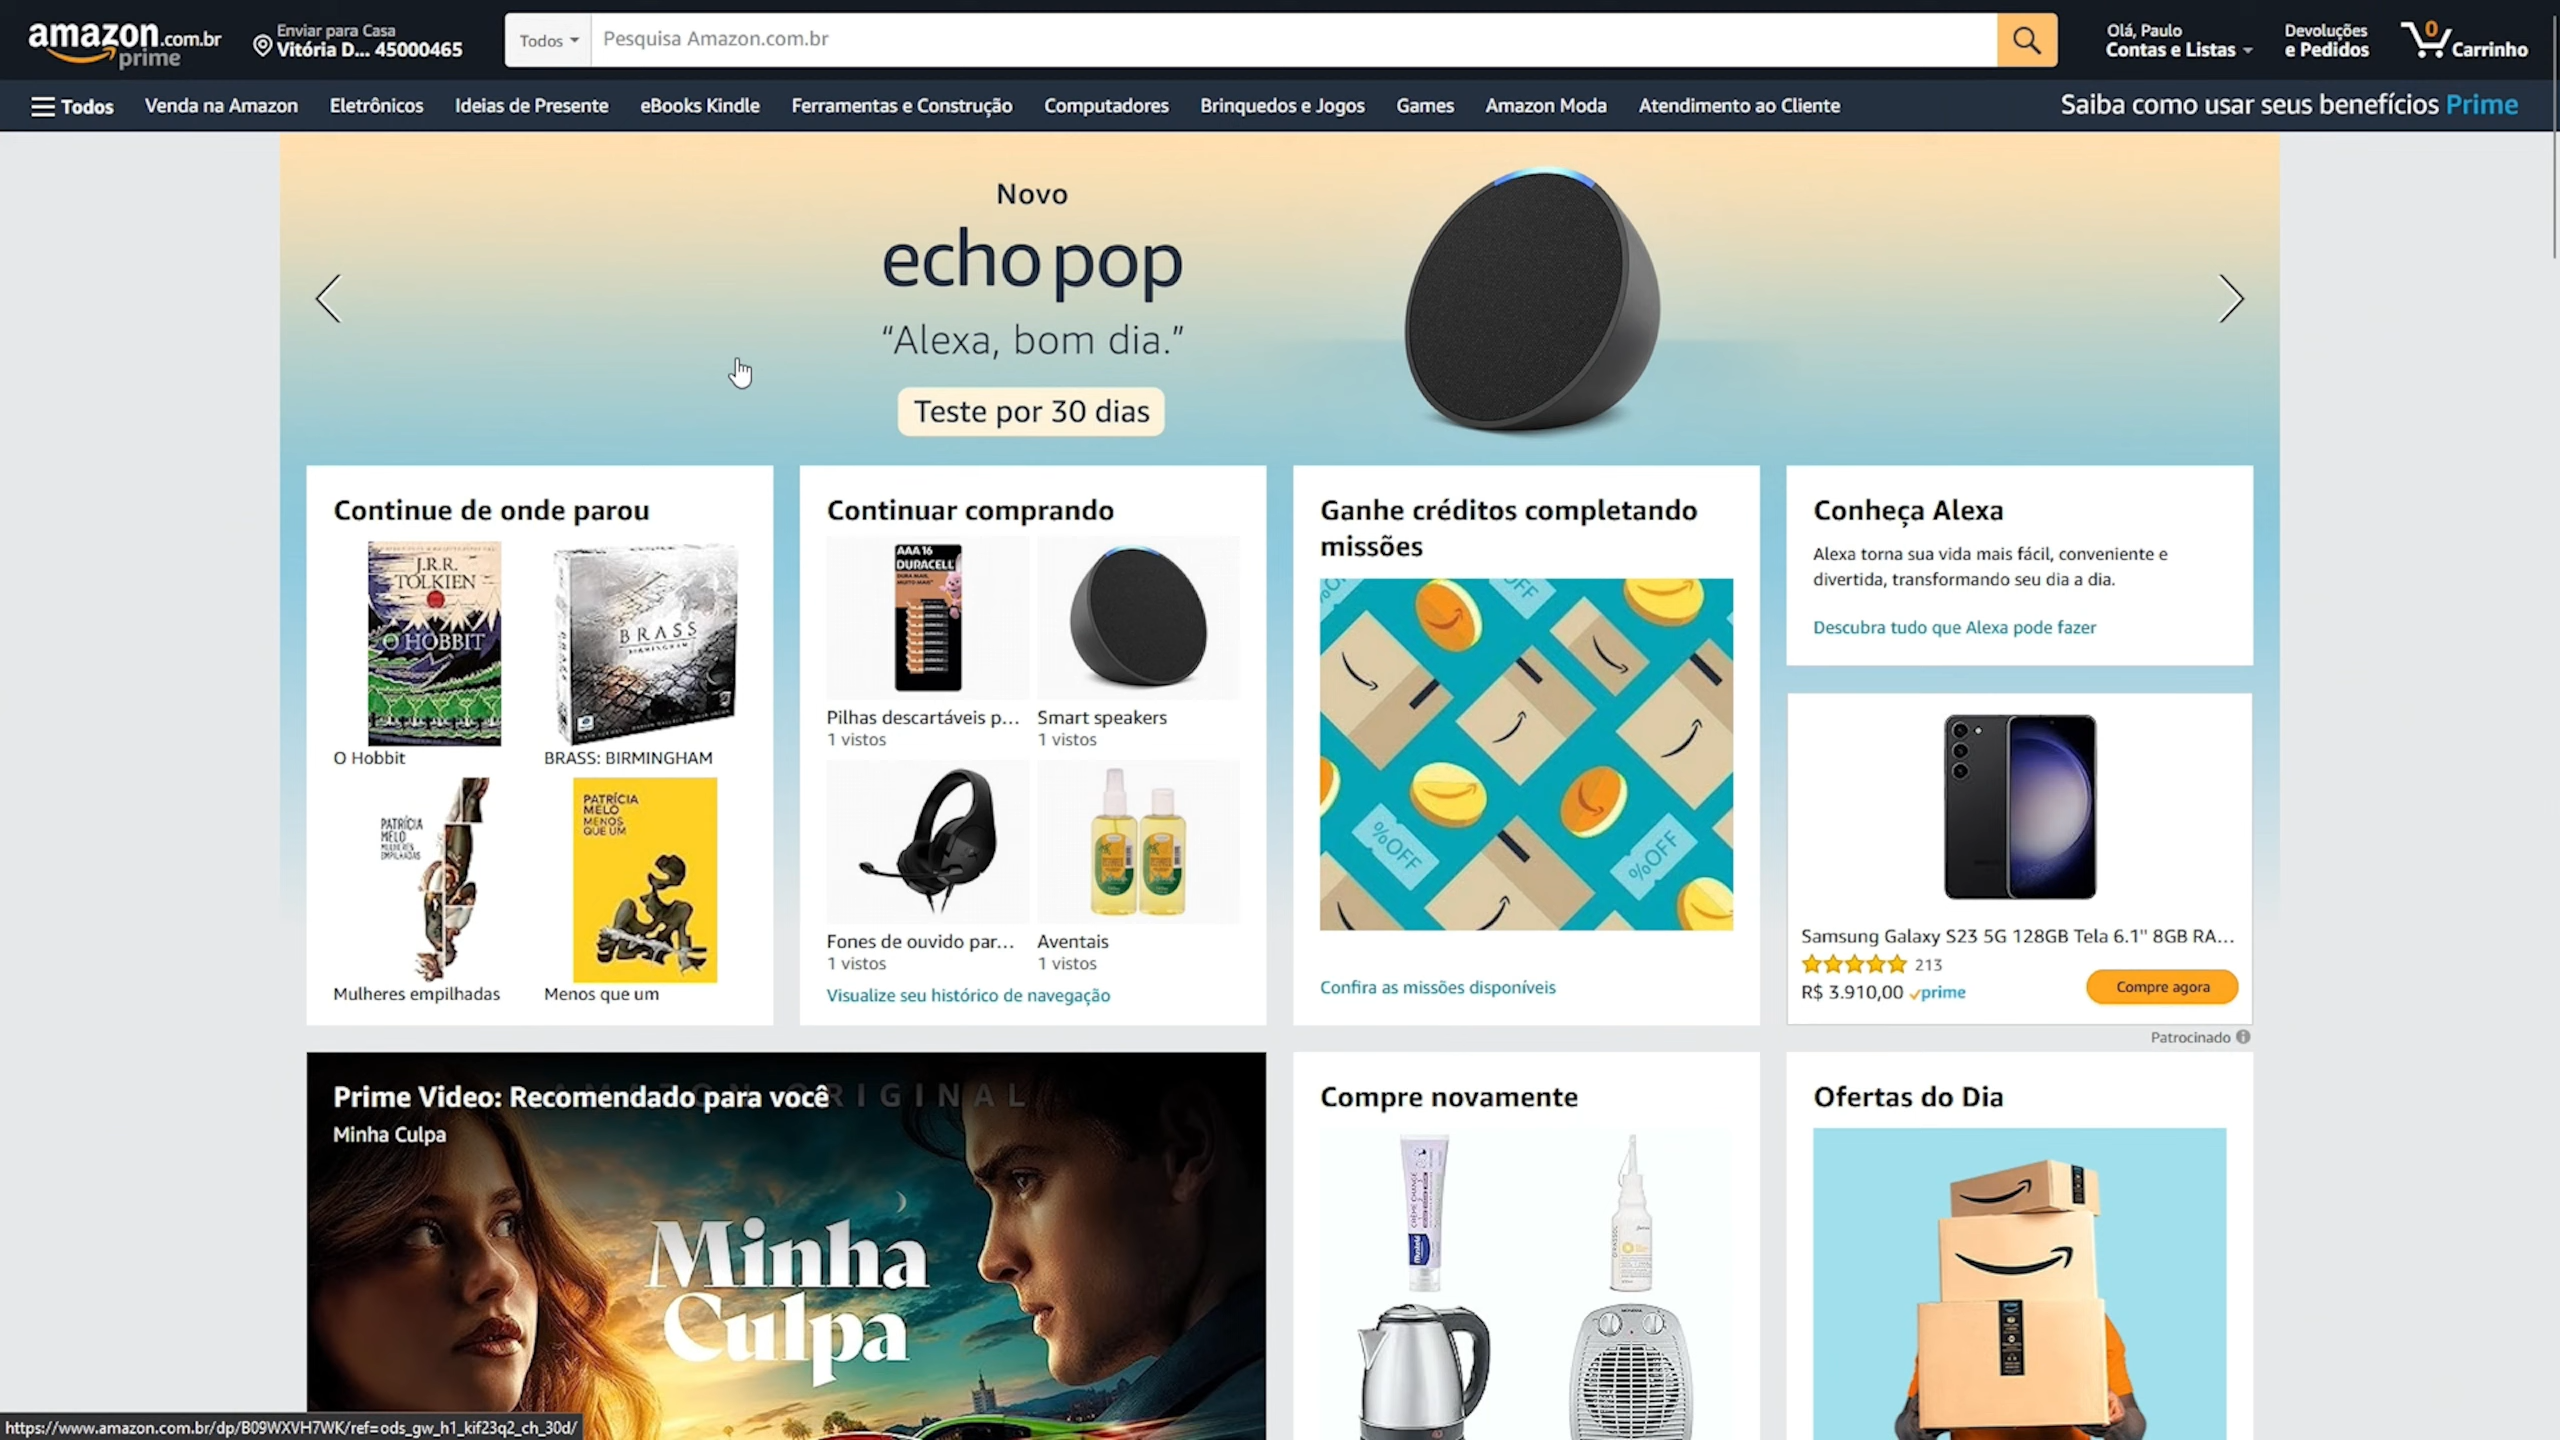 amazon.com.br
prime
Enviar para Casa
Vitória D... 45000465
Todos
Pesquisa Amazon.com.br
Olá, Paulo
Contas e Listas
Devoluções
e Pedidos
0
Carrinho
Todos
Venda na Amazon
Eletrônicos
Ideias de Presente
eBooks Kindle
Ferramentas e Construção
Computadores
Brinquedos e Jogos
Games
Amazon Moda
Atendimento ao Cliente
Saiba como usar seus benefícios Prime
Novo
echo pop
“Alexa, bom dia.”
Teste por 30 dias
Continue de onde parou
J.R.R.
TOLKIEN
O HOBBIT
O Hobbit
BRASS
BIRMINGHAM
BRASS: BIRMINGHAM
PATRÍCIA
MELO
MULHERES
EMPILHADAS
Mulheres empilhadas
PATRÍCIA
MELO
MENOS
QUE UM
Menos que um
Continuar comprando
AAA 16
DURACELL
Pilhas descartáveis p...
1 vistos
Smart speakers
1 vistos
Fones de ouvido par...
1 vistos
Aventais
1 vistos
Visualize seu histórico de navegação
Ganhe créditos completando
missões
OFF
%OFF
%OFF
Confira as missões disponíveis
Conheça Alexa
Alexa torna sua vida mais fácil, conveniente e
divertida, transformando seu dia a dia.
Descubra tudo que Alexa pode fazer
Samsung Galaxy S23 5G 128GB Tela 6.1" 8GB RA...
213
R$ 3.910,00 prime
Compre agora
Patrocinado
Prime Video: Recomendado para você
Minha Culpa
ORIGINAL
Minha
Culpa
Compre novamente
Mustela
MONDIAL
Ofertas do Dia
https://www.amazon.com.br/dp/B09WXVH7WK/ref=ods_gw_h1_kif23q2_ch_30d/